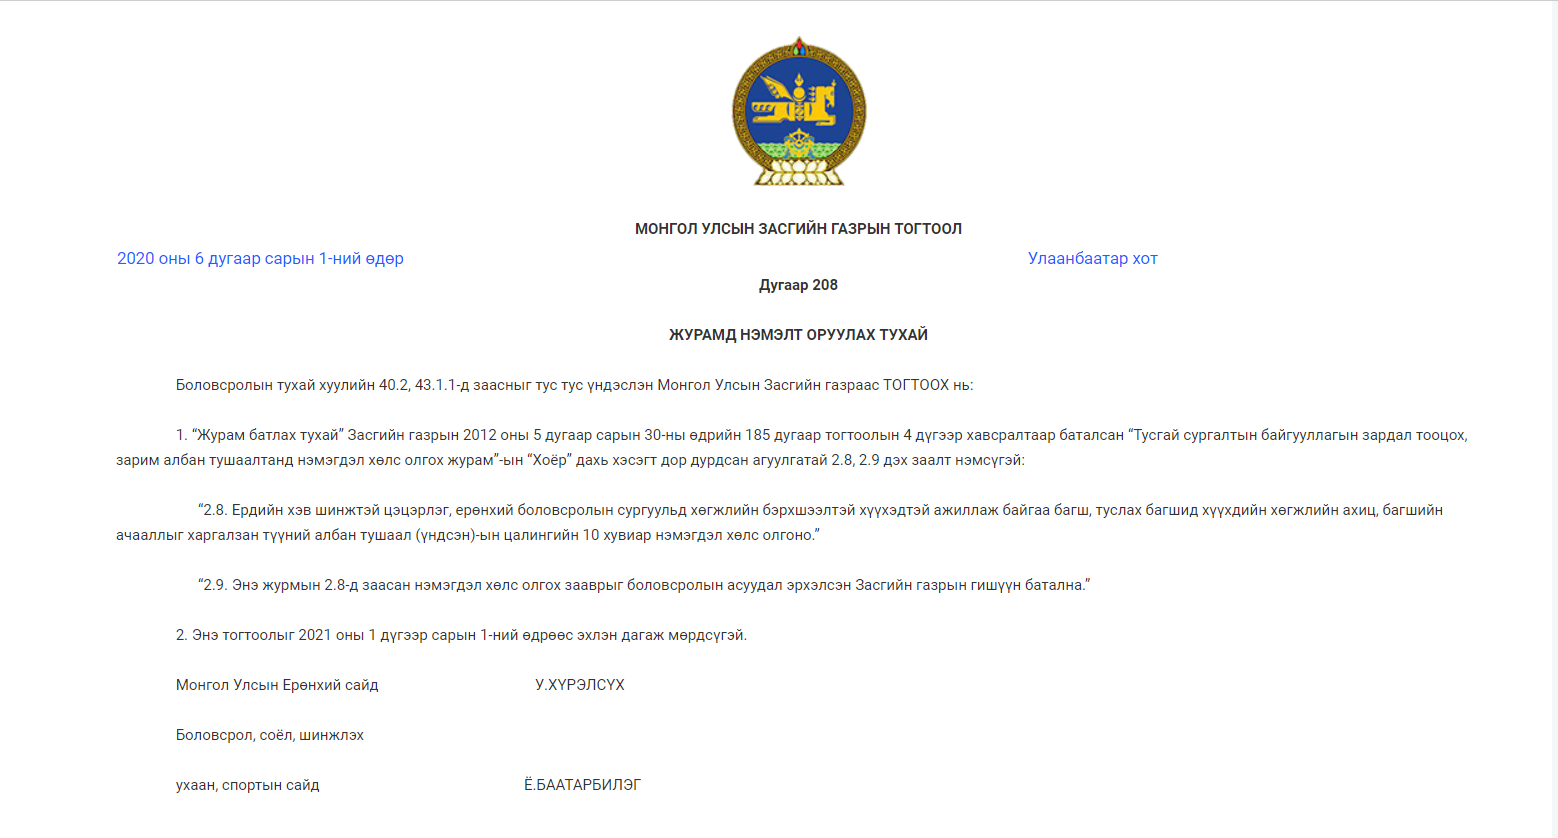 МОНГОЛ УЛСЫН ЗАСГИЙН ГАЗРЫН ТОГТООЛ
2020 оны 6 дугаар сарын 1-ний өдөр Улаанбаатар хот
Дугаар 208
ЖУРАМД НЭМЭЛТ ОРУУЛАХ ТУХАЙ
Боловсролын тухай хуулийн 40.2, 43.1.1-д заасныг тус тус үндэслэн Монгол Улсын Засгийн газраас ТОГТООХ нь:
1. “Журам батлах тухай” Засгийн газрын 2012 оны 5 дугаар сарын 30-ны өдрийн 185 дугаар тогтоолын 4 дүгээр хавсралтаар баталсан “Тусгай сургалтын байгууллагын зардал тооцох,
зарим албан тушаалтанд нэмэгдэл хөлс олгох журам”-ын “Хоёр” дахь хэсэгт дор дурдсан агуулгатай 2.8, 2.9 дэх заалт нэмсүгэй:
“2.8. Ердийн хэв шинжтэй цэцэрлэг, ерөнхий боловсролын сургуульд хөгжлийн бэрхшээлтэй хүүхэдтэй ажиллаж байгаа багш, туслах багшид хүүхдийн хөгжлийн ахиц, багшийн
ачааллыг харгалзан түүний албан тушаал (үндсэн)-ын цалингийн 10 хувиар нэмэгдэл хөлс олгоно.”
“2.9. Энэ журмын 2.8-д заасан нэмэгдэл хөлс олгох зааврыг боловсролын асуудал эрхэлсэн Засгийн газрын гишүүн батална.”
2. Энэ тогтоолыг 2021 оны 1 дүгээр сарын 1-ний өдрөөс эхлэн дагаж мөрдсүгэй.
Монгол Улсын Ерөнхий сайд У.ХҮРЭЛСҮХ
Боловсрол, соёл, шинжлэх
ухаан, спортын сайд Ё.БААТАРБИЛЭГ